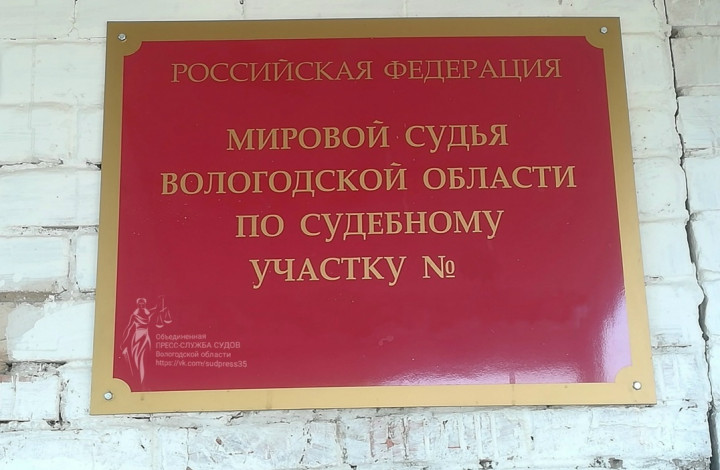 РОССИЙСКАЯ ФЕДЕРАЦИЯ
МИРОВОЙ СУДЬЯ
ВОЛОГОДСКОЙ ОБЛАСТИ
ПО СУДЕБНОМУ
УЧАСТКУ №
Объединенная
ПРЕСС-СЛУЖБА СУДОВ
Вологодской области
https://vk.com/sudpress35